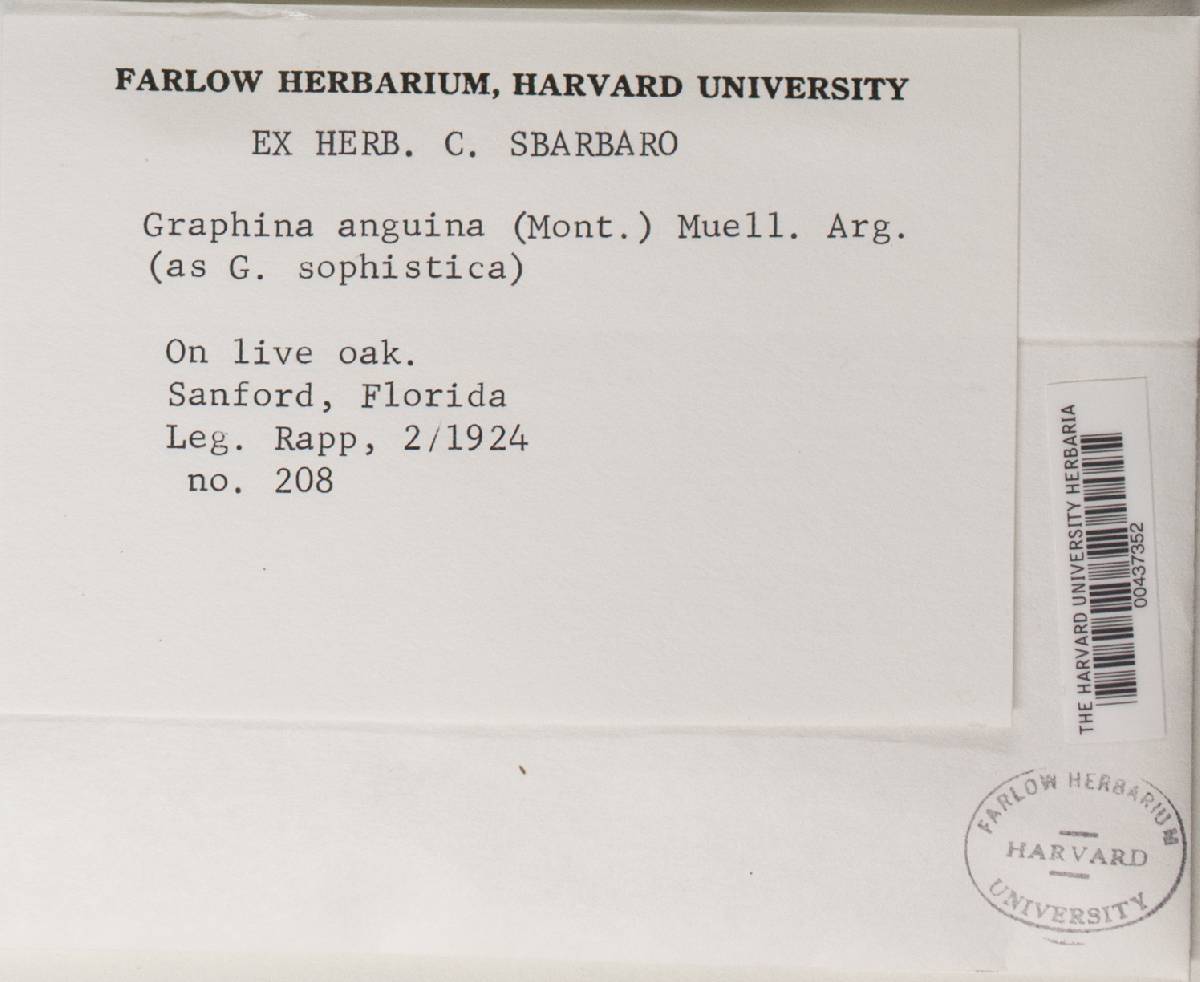 FARLOW HERBARIUM, HARVARD UNIVERSITY
EX HERB. C. SBARBARO
Graphina anguina (Mont.) Muell. Arg.
(as G. sophistica)
On live oak.
Sanford, Florida
Leg. Rapp, 2/1924
no. 208
THE HARVARD UNIVERSITY HERBARIA
00437352
FARLOW HERBARIUM
HARVARD
UNIVERSITY